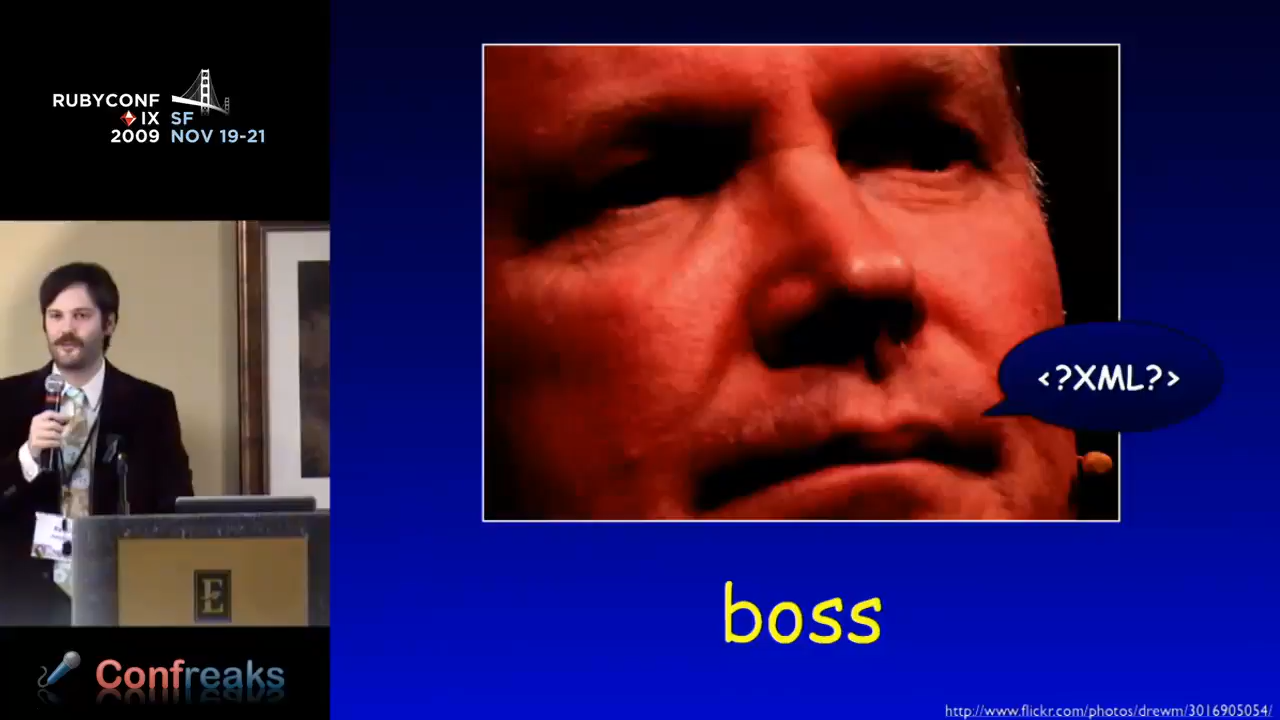 RUBYCONF
IX SF
2009 NOV 19-21
<?XML?>
boss
E
Confreaks
http://www.flickr.com/photos/drewm/3016905054/